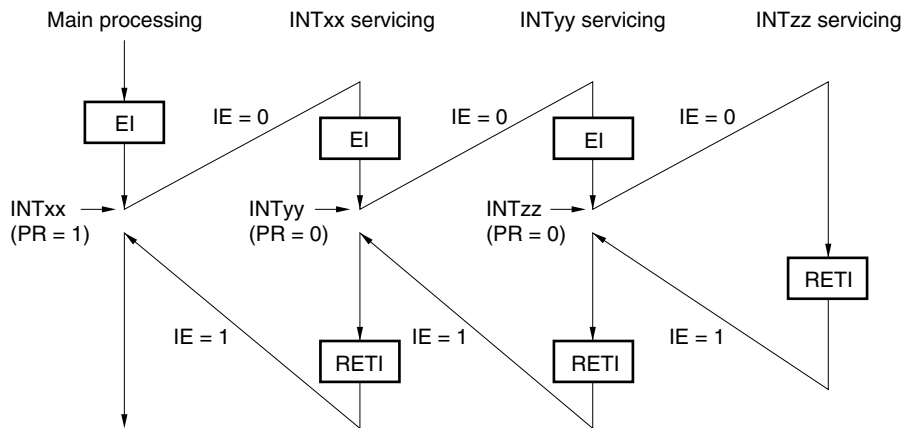 Main processing
INTxx servicing
INTyy servicing
INTzz servicing
EI
IE = 0
EI
IE = 0
EI
IE = 0
INTxx
(PR = 1)
INTyy
(PR = 0)
INTzz
(PR = 0)
RETI
IE = 1
RETI
IE = 1
RETI
IE = 1